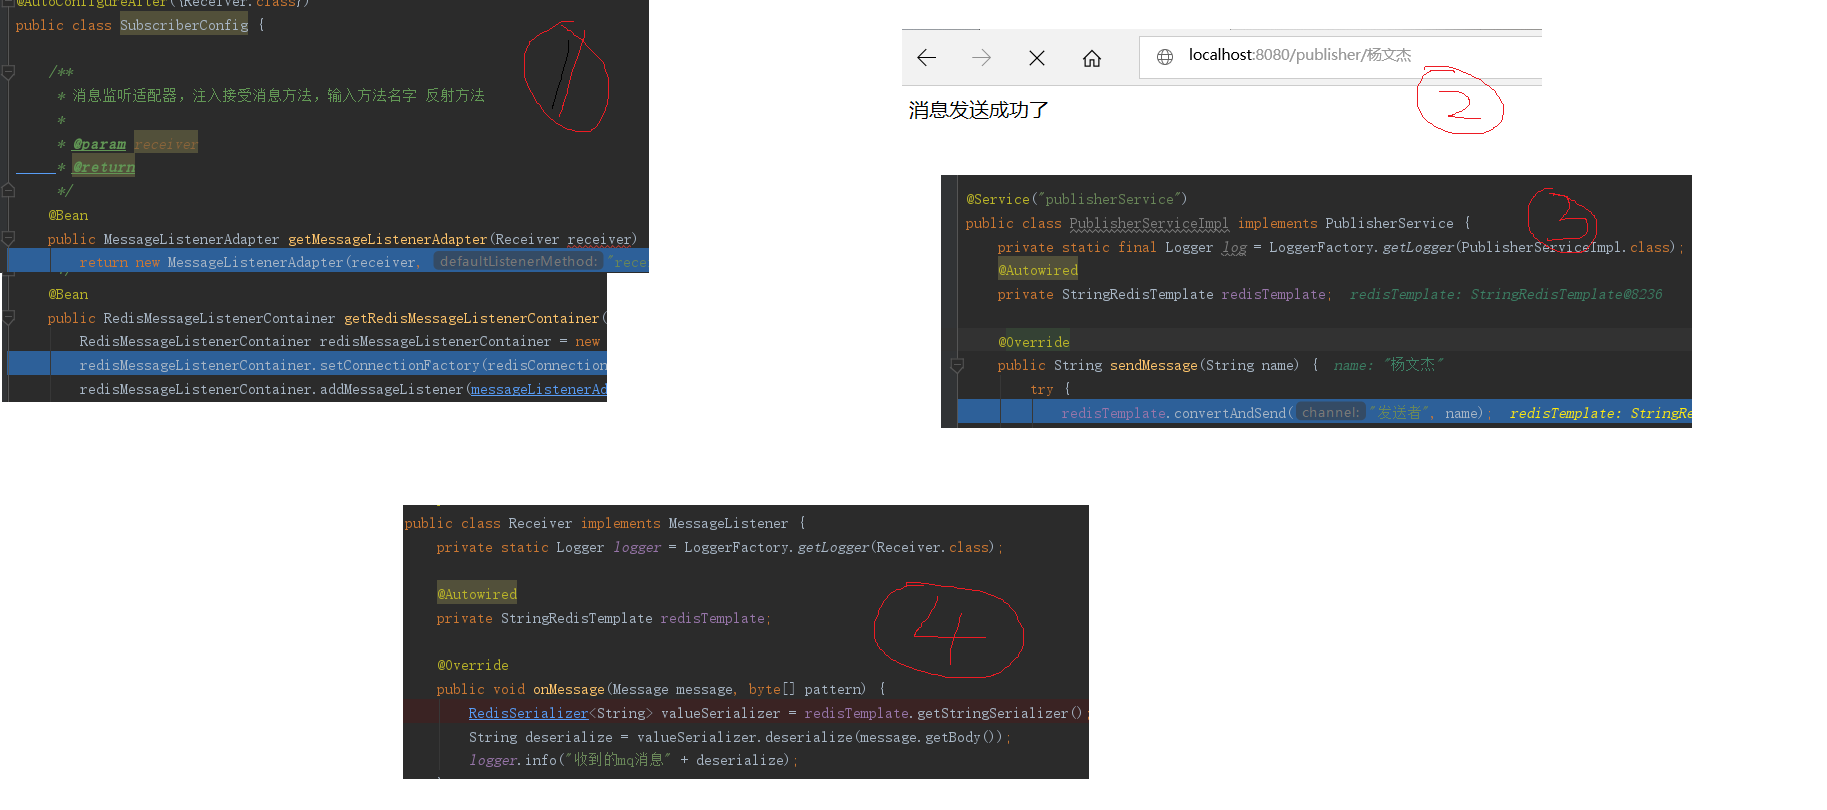 @AutoConfigureAfter({Receiver.class})
public class SubscriberConfig {
/**
* 消息监听适配器，注入接受消息方法，输入方法名字 反射方法
*
* @param receiver
* @return
*/
@Bean
public MessageListenerAdapter getMessageListenerAdapter(Receiver receiver)
return new MessageListenerAdapter(receiver, defaultListenerMethod: "rece
@Bean
public RedisMessageListenerContainer getRedisMessageListenerContainer(
RedisMessageListenerContainer redisMessageListenerContainer = new
redisMessageListenerContainer.setConnectionFactory(redisConnection
redisMessageListenerContainer.addMessageListener(messageListenerAd
1
localhost:8080/publisher/杨文杰
消息发送成功了
2
@Service("publisherService")
public class PublisherServiceImpl implements PublisherService {
private static final Logger log = LoggerFactory.getLogger(PublisherServiceImpl.class);
@Autowired
private StringRedisTemplate redisTemplate; redisTemplate: StringRedisTemplate@8236
@Override
public String sendMessage(String name) { name: "杨文杰"
try {
redisTemplate.convertAndSend( channel: "发送者", name); redisTemplate: StringRe
3
public class Receiver implements MessageListener {
private static Logger logger = LoggerFactory.getLogger(Receiver.class);
@Autowired
private StringRedisTemplate redisTemplate;
@Override
public void onMessage(Message message, byte[] pattern) {
RedisSerializer<String> valueSerializer = redisTemplate.getStringSerializer();
String deserialize = valueSerializer.deserialize(message.getBody());
logger.info("收到的mq消息" + deserialize);
4